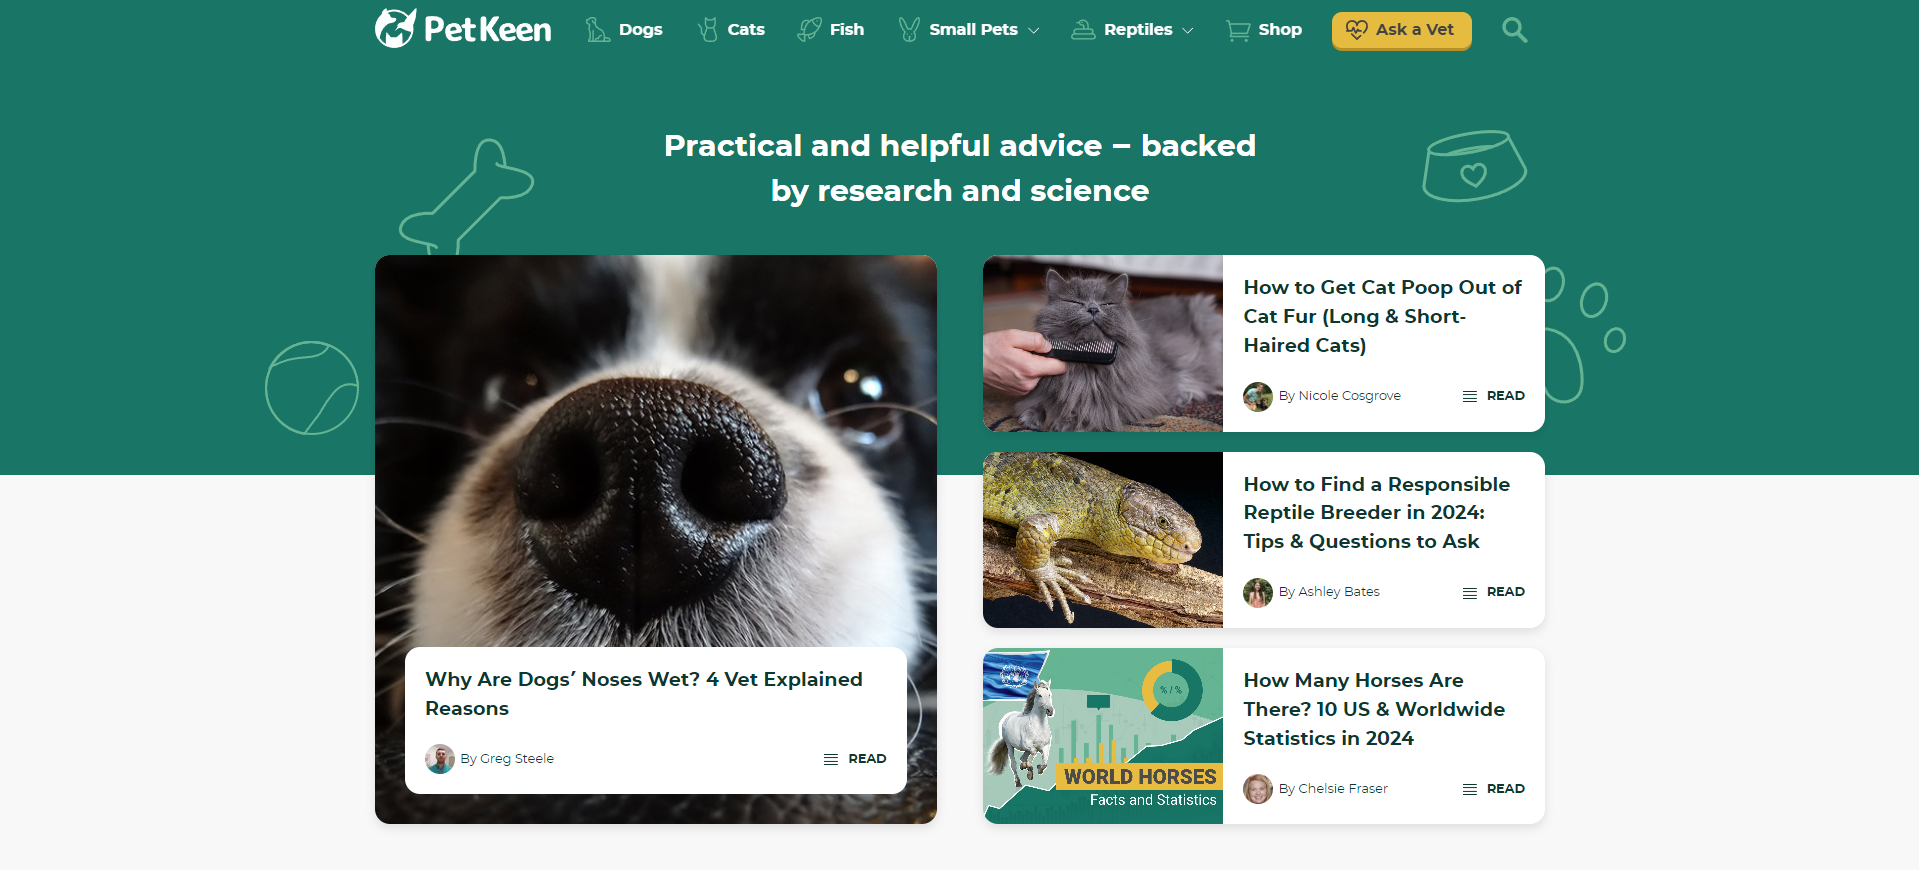 PetKeen
Dogs
Cats
Fish
Small Pets
Reptiles
Shop
Ask a Vet
Practical and helpful advice – backed
by research and science
Why Are Dogs’ Noses Wet? 4 Vet Explained
Reasons
By Greg Steele
READ
How to Get Cat Poop Out of
Cat Fur (Long & Short-
Haired Cats)
By Nicole Cosgrove
READ
How to Find a Responsible
Reptile Breeder in 2024:
Tips & Questions to Ask
By Ashley Bates
READ
% / %
WORLD HORSES
Facts and Statistics
How Many Horses Are
There? 10 US & Worldwide
Statistics in 2024
By Chelsie Fraser
READ